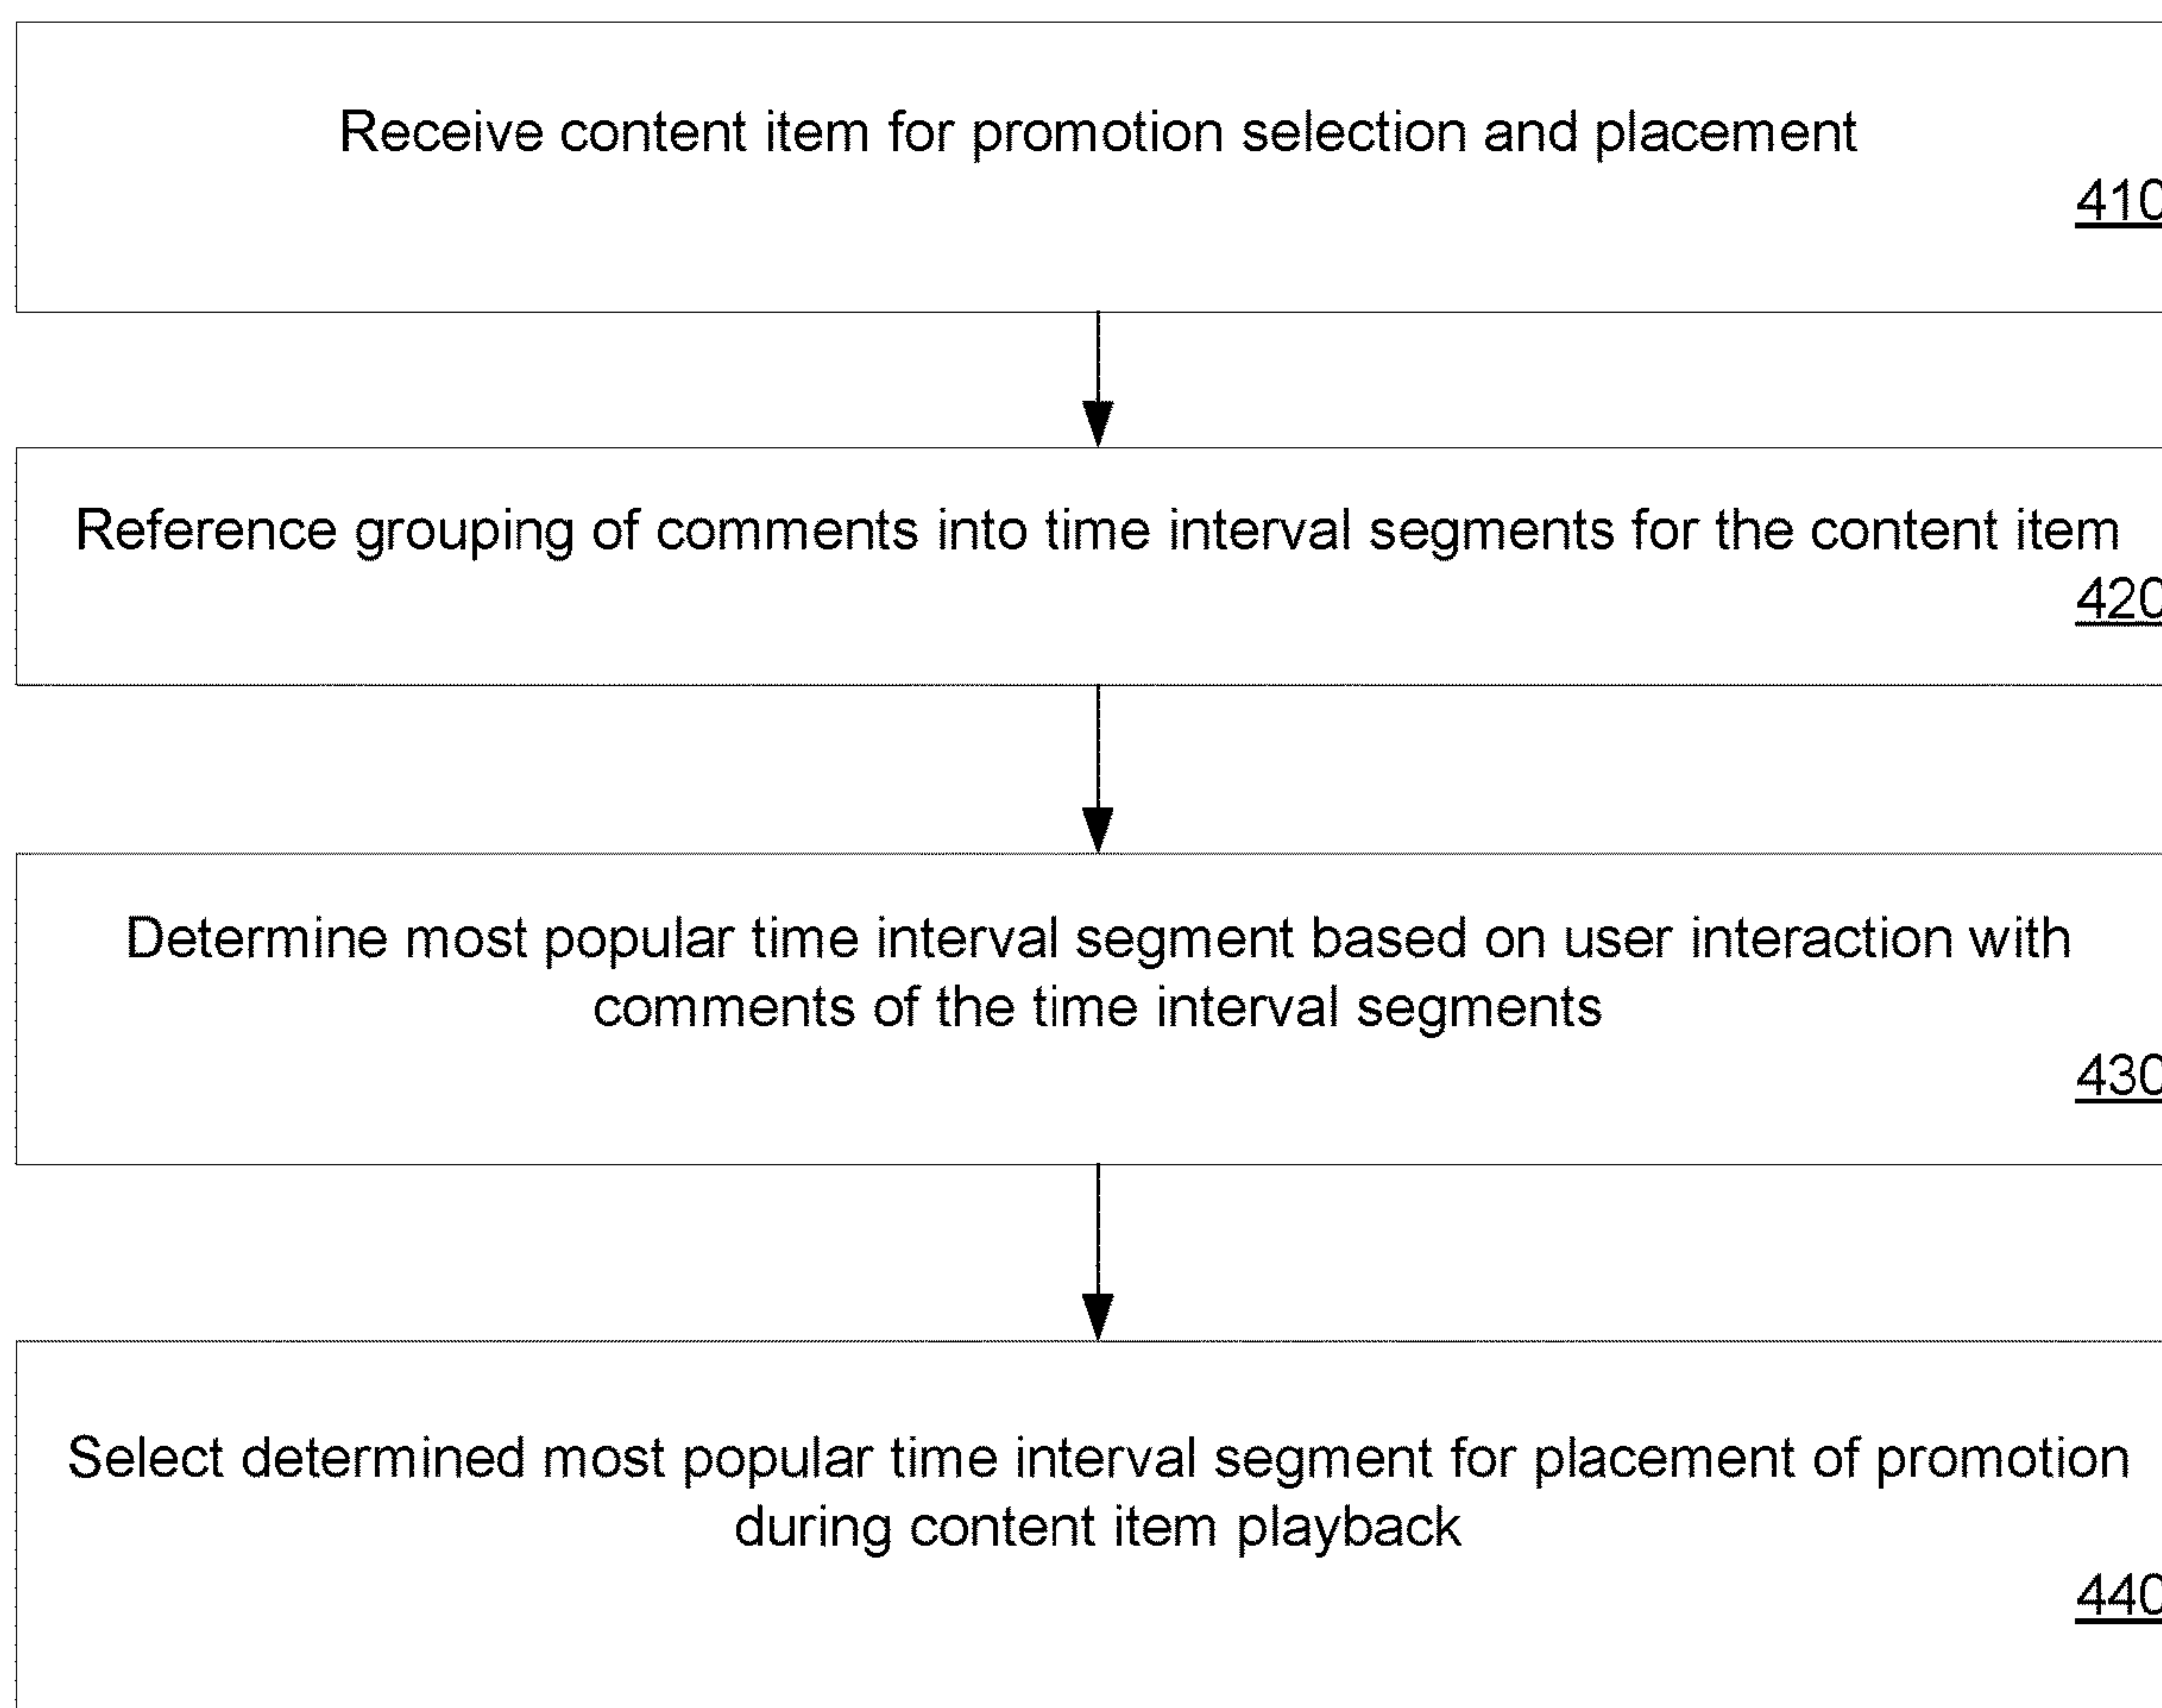 Receive content item for promotion selection and placement
410
Reference grouping of comments into time interval segments for the content item
420
Determine most popular time interval segment based on user interaction with
comments of the time interval segments
430
Select determined most popular time interval segment for placement of promotion
during content item playback
440